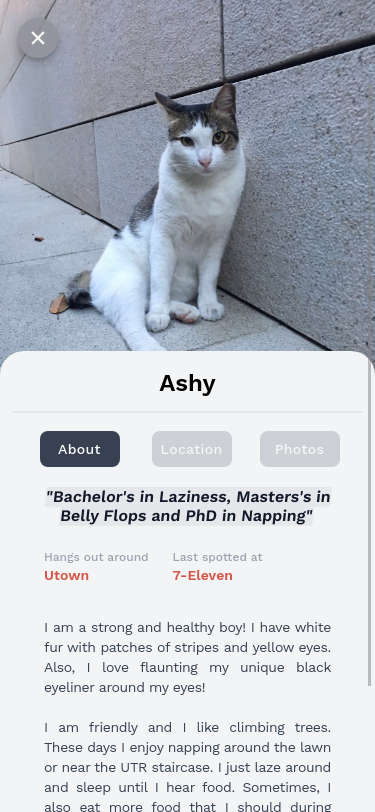 Ashy
About
Location
Photos
"Bachelor's in Laziness, Masters's in
Belly Flops and PhD in Napping"
Hangs out around
Last spotted at
Utown
7-Eleven
I am a strong and healthy boy! I have white
fur with patches of stripes and yellow eyes.
Also, I love flaunting my unique black
eyeliner around my eyes!
I am friendly and I like climbing trees.
These days I enjoy napping around the lawn
or near the UTR staircase. I just laze around
and sleep until I hear food. Sometimes, I
also eat more food that I should during